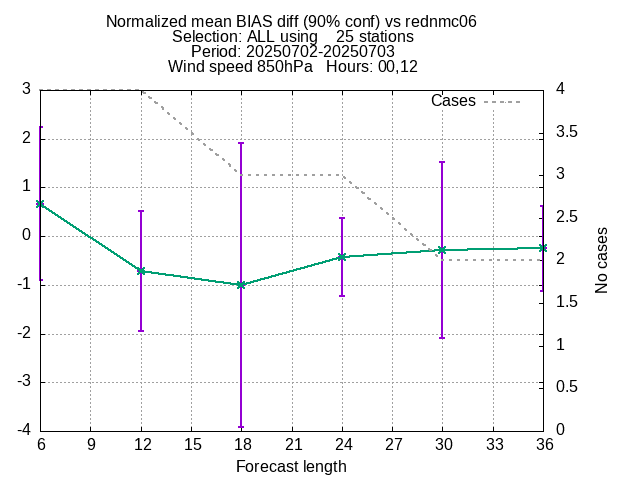 Normalized mean BIAS diff (90% conf) vs rednmc06
Selection: ALL using    25 stations
Period: 20250702-20250703
Wind speed 850hPa   Hours: 00,12
Cases
3
2
1
0
-1
-2
-3
-4
4
3.5
3
2.5
2
1.5
1
0.5
0
No cases
6 9 12 15 18 21 24 27 30 33 36
Forecast length